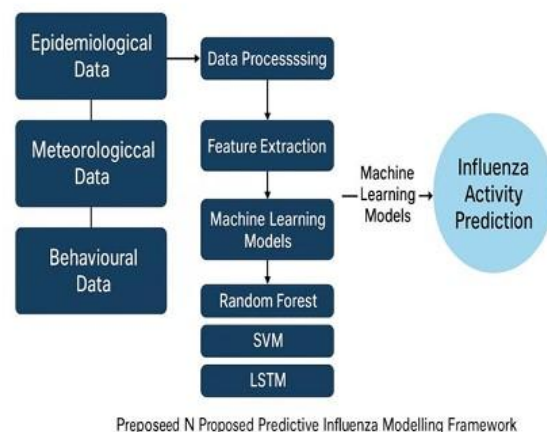 Epidemiological
Data
Meteorologiccal
Data
Behavioural
Data
Data Processssing
Feature Extraction
Machine Learning
Models
Random Forest
SVM
LSTM
Machine
Learning
Models
Influenza
Activity
Prediction
Preposeed N Proposed Predictive Influenza Modelling Framework